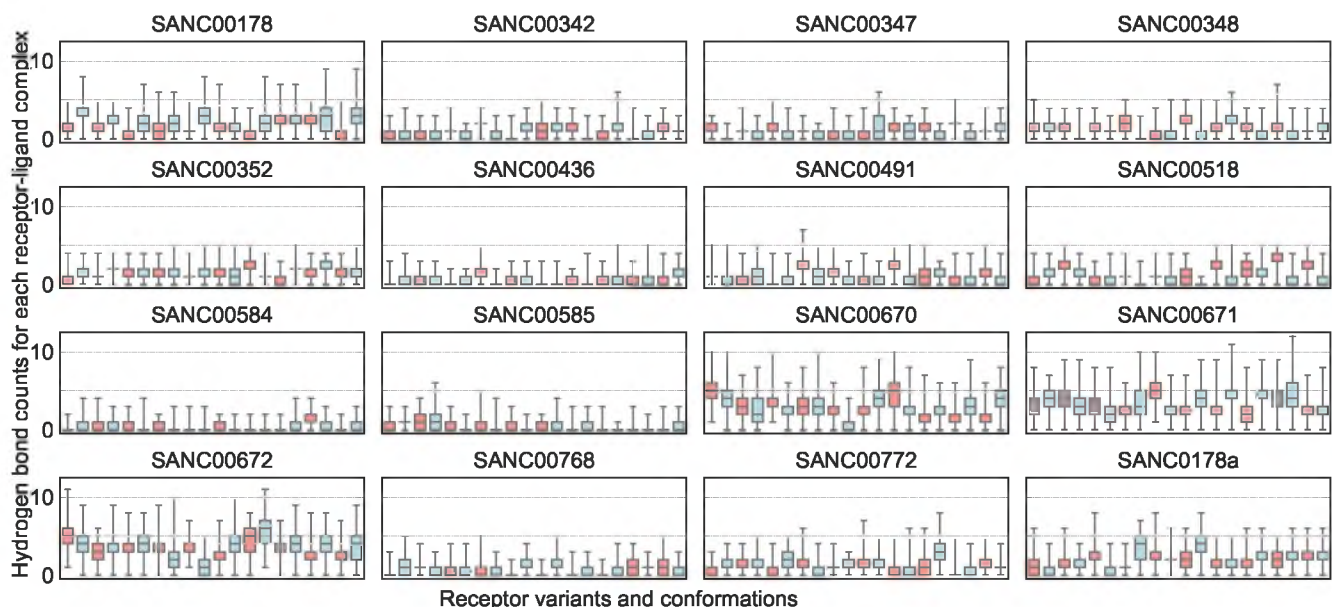 Hydrogen bond counts for each receptor-ligand complex
SANC00178
SANC00342
SANC00347
SANC00348
10
0
SANC00352
SANC00436
SANC00491
SANC00518
10
0
SANC00584
SANC00585
SANC00670
SANC00671
10
0
SANC00672
SANC00768
SANC00772
SANC0178a
10
0
Receptor variants and conformations